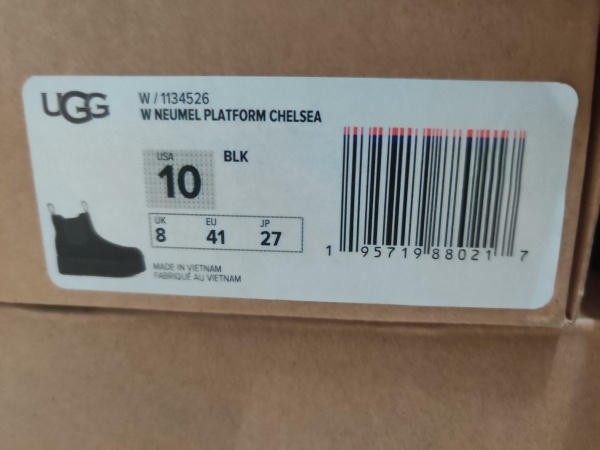 UGG
W / 1134526
W NEUMEL PLATFORM CHELSEA
USA
10
BLK
UK EU JP
8 41 27
MADE IN VIETNAM
FABRIQUÉ AU VIETNAM
1 95719 88021 7